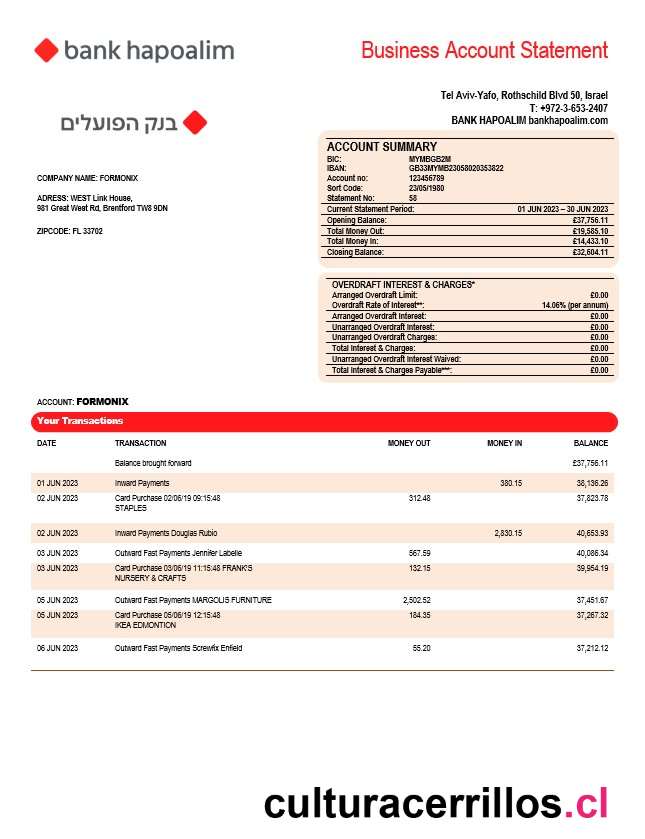 bank hapoalim
Business Account Statement
Tel Aviv-Yafo, Rothschild Blvd 50, Israel
T: +972-3-653-2407
BANK HAPOALIM bankhapoalim.com
בנק הפועלים
COMPANY NAME: FORMONIX
ADRESS: WEST Link House,
981 Great West Rd, Brentford TW8 9DN
ZIPCODE: FL 33702
ACCOUNT SUMMARY
BIC: MYMBGB2M
IBAN: GB33MYMB23058020353822
Account no: 123456789
Sort Code: 23/05/1980
Statement No: 58
Current Statement Period: 01 JUN 2023 – 30 JUN 2023
Opening Balance: £37,756.11
Total Money Out: £19,585.10
Total Money In: £14,433.10
Closing Balance: £32,604.11
OVERDRAFT INTEREST & CHARGES*
Arranged Overdraft Limit: £0.00
Overdraft Rate of Interest**: 14.06% (per annum)
Arranged Overdraft Interest: £0.00
Unarranged Overdraft Interest: £0.00
Unarranged Overdraft Charges: £0.00
Total Interest & Charges: £0.00
Unarranged Overdraft Interest Waived: £0.00
Total Interest & Charges Payable***: £0.00
ACCOUNT: FORMONIX
Your Transactions
DATE TRANSACTION MONEY OUT MONEY IN BALANCE
Balance brought forward £37,756.11
01 JUN 2023 Inward Payments 380.15 38,136.26
02 JUN 2023 Card Purchase 02/06/19 09:15:48 312.48 37,823.78
STAPLES
02 JUN 2023 Inward Payments Douglas Rubio 2,830.15 40,653.93
03 JUN 2023 Outward Fast Payments Jennifer Labelle 567.59 40,086.34
03 JUN 2023 Card Purchase 03/06/19 11:15:48 FRANK'S 132.15 39,954.19
NURSERY & CRAFTS
05 JUN 2023 Outward Fast Payments MARGOLIS FURNITURE 2,502.52 37,451.67
05 JUN 2023 Card Purchase 05/06/19 12:15:48 184.35 37,267.32
IKEA EDMONTION
06 JUN 2023 Outward Fast Payments Screwfix Enfield 55.20 37,212.12
culturacerrillos.cl